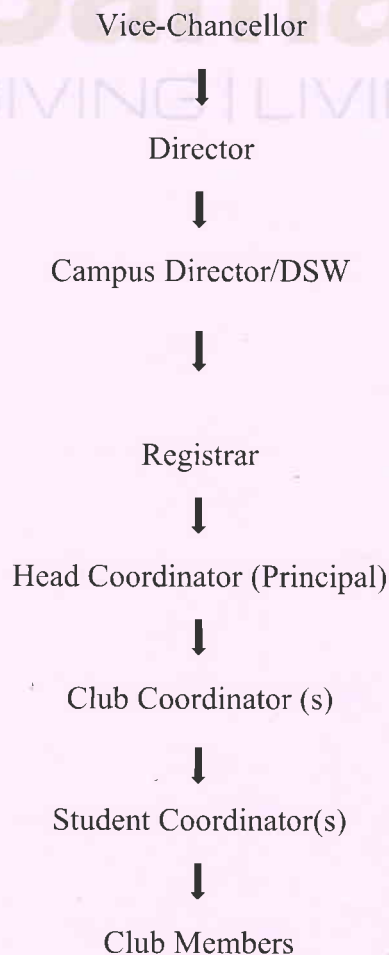 Vice-Chancellor
Director
Campus Director/DSW
Registrar
Head Coordinator (Principal)
Club Coordinator (s)
Student Coordinator(s)
Club Members